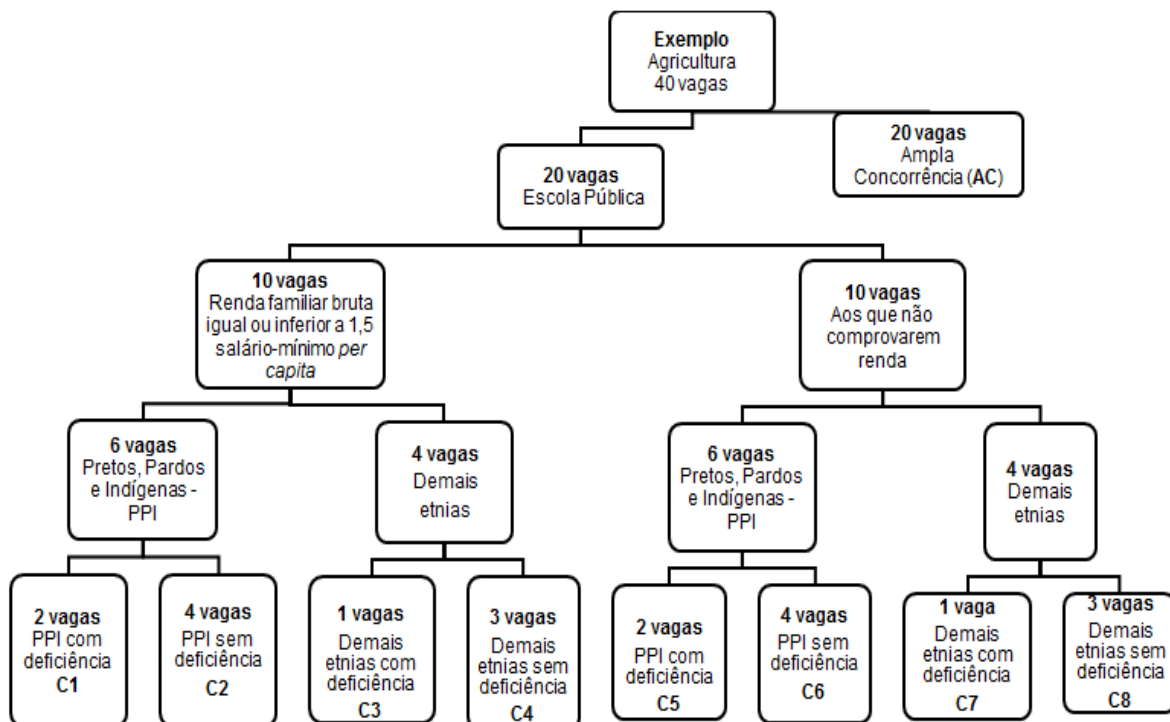 Exemplo
Agricultura
40 vagas
20 vagas
Ampla
Concorrência (AC)
20 vagas
Escola Pública
10 vagas
Renda familiar bruta
igual ou inferior a 1,5
salário-mínimo per
capita
10 vagas
Aos que não
comprovarem
renda
6 vagas
Pretos, Pardos
e Indígenas -
PPI
4 vagas
Demais
etnias
6 vagas
Pretos, Pardos
e Indígenas -
PPI
4 vagas
Demais
etnias
2 vagas
PPI com
deficiência
C1
4 vagas
PPI sem
deficiência
C2
1 vagas
Demais
etnias com
deficiência
C3
3 vagas
Demais
etnias sem
deficiência
C4
2 vagas
PPI com
deficiência
C5
4 vagas
PPI sem
deficiência
C6
1 vaga
Demais
etnias com
deficiência
C7
3 vagas
Demais
etnias sem
deficiência
C8